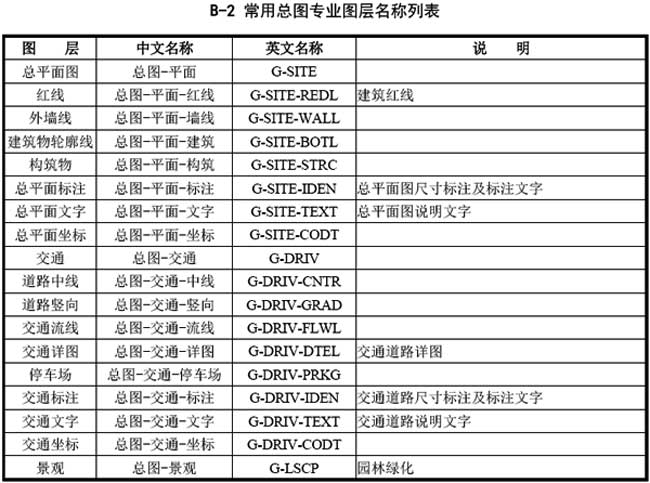 B-2 常用总图专业图层名称列表
图 层 中文名称 英文名称 说 明
总平面图 总图-平面 G-SITE
红线 总图-平面-红线 G-SITE-REDL 建筑红线
外墙线 总图-平面-墙线 G-SITE-WALL
建筑物轮廓线 总图-平面-建筑 G-SITE-BOTL
构筑物 总图-平面-构筑 G-SITE-STRC
总平面标注 总图-平面-标注 G-SITE-IDEN 总平面图尺寸标注及标注文字
总平面文字 总图-平面-文字 G-SITE-TEXT 总平面图说明文字
总平面坐标 总图-平面-坐标 G-SITE-CODT
交通 总图-交通 G-DRIV
道路中线 总图-交通-中线 G-DRIV-CNTR
道路竖向 总图-交通-竖向 G-DRIV-GRAD
交通流线 总图-交通-流线 G-DRIV-FLWL
交通详图 总图-交通-详图 G-DRIV-DTEL 交通道路详图
停车场 总图-交通-停车场 G-DRIV-PRKG
交通标注 总图-交通-标注 G-DRIV-IDEN 交通道路尺寸标注及标注文字
交通文字 总图-交通-文字 G-DRIV-TEXT 交通道路说明文字
交通坐标 总图-交通-坐标 G-DRIV-CODT
景观 总图-景观 G-LSCP 园林绿化